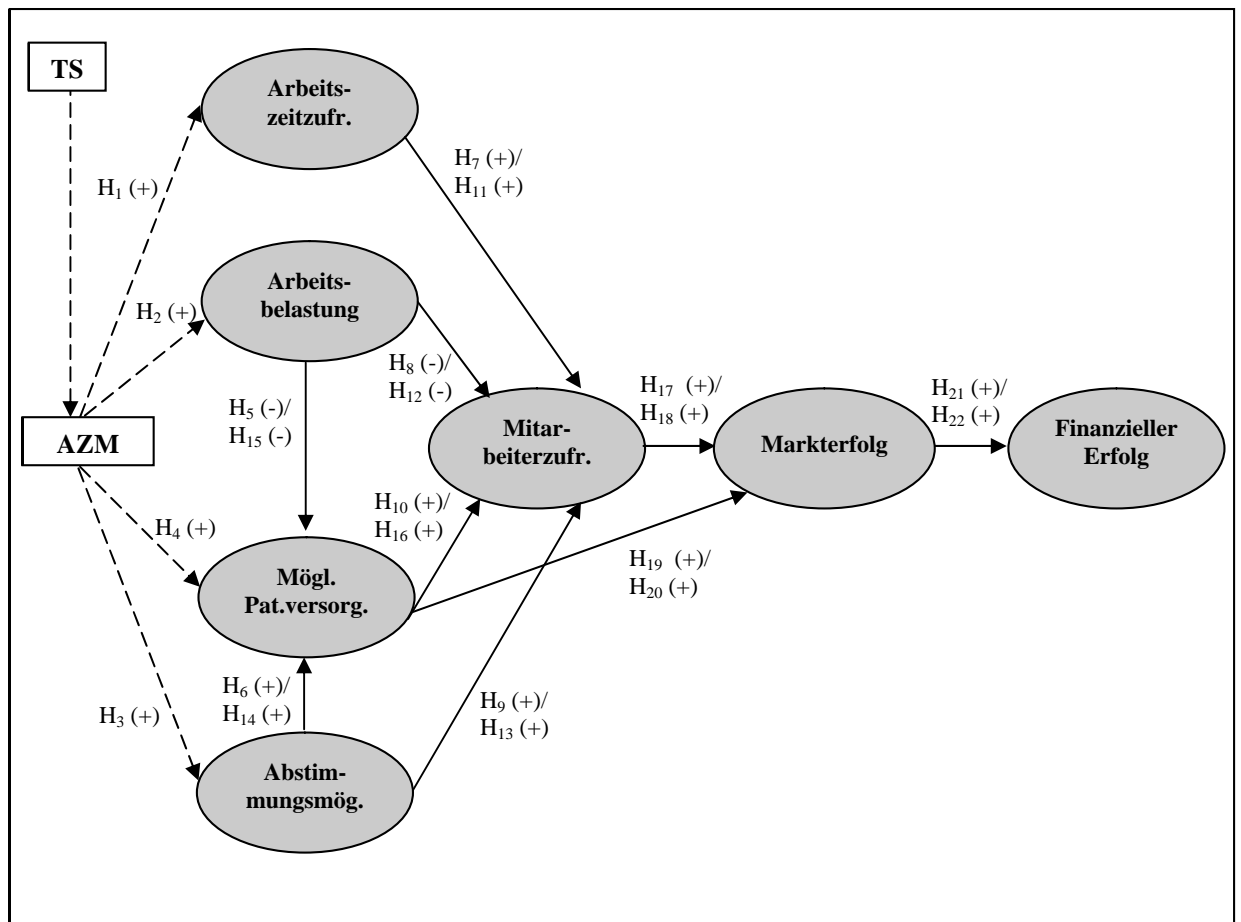 TS
Arbeits-
zeitzufr.
H₇ (+)/
H₁₁ (+)
H₁ (+)
Arbeits-
belastung
H₂ (+)
H₈ (-)/
H₁₂ (-)
H₁₇ (+)/
H₁₈ (+)
H₂₁ (+)/
H₂₂ (+)
H₅ (-)/
H₁₅ (-)
AZM
Mitar-
beiterzufr.
Markterfolg
Finanzieller
Erfolg
H₁₀ (+)/
H₁₆ (+)
H₄ (+)
H₁₉ (+)/
H₂₀ (+)
Mögl.
Pat.versorg.
H₆ (+)/
H₁₄ (+)
H₉ (+)/
H₁₃ (+)
H₃ (+)
Abstim-
mungsmög.